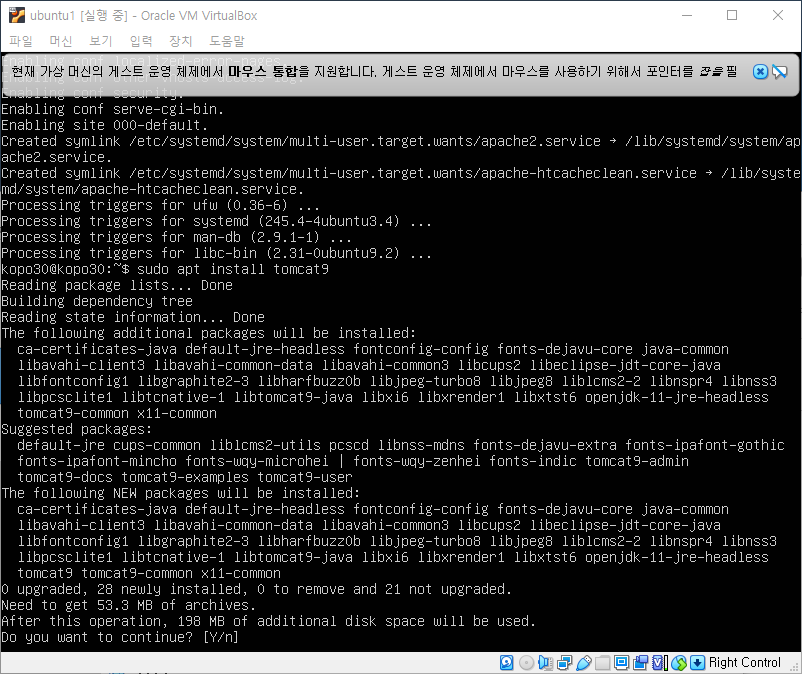 ubuntu1 [실행 중] - Oracle VM VirtualBox
파일 머신 보기 입력 장치 도움말
현재 가상 머신의 게스트 운영 체제에서 마우스 통합을 지원합니다. 게스트 운영 체제에서 마우스를 사용하기 위해서 포인터를 잡을 필
Enabling conf security.
Enabling conf serve-cgi-bin.
Enabling site 000-default.
Created symlink /etc/systemd/system/multi-user.target.wants/apache2.service → /lib/systemd/system/ap
ache2.service.
Created symlink /etc/systemd/system/multi-user.target.wants/apache-htcacheclean.service → /lib/syste
md/system/apache-htcacheclean.service.
Processing triggers for ufw (0.36-6) ...
Processing triggers for systemd (245.4-4ubuntu3.4) ...
Processing triggers for man-db (2.9.1-1) ...
Processing triggers for libc-bin (2.31-0ubuntu9.2) ...
kopo30@kopo30:~$ sudo apt install tomcat9
Reading package lists... Done
Building dependency tree
Reading state information... Done
The following additional packages will be installed:
ca-certificates-java default-jre-headless fontconfig-config fonts-dejavu-core java-common
libavahi-client3 libavahi-common-data libavahi-common3 libcups2 libeclipse-jdt-core-java
libfontconfig1 libgraphite2-3 libharfbuzz0b libjpeg-turbo8 libjpeg8 liblcms2-2 libnspr4 libnss3
libpcsclite1 libtcnative-1 libtomcat9-java libxi6 libxrender1 libxtst6 openjdk-11-jre-headless
tomcat9-common x11-common
Suggested packages:
default-jre cups-common liblcms2-utils pcscd libnss-mdns fonts-dejavu-extra fonts-ipafont-gothic
fonts-ipafont-mincho fonts-wqy-microhei | fonts-wqy-zenhei fonts-indic tomcat9-admin
tomcat9-docs tomcat9-examples tomcat9-user
The following NEW packages will be installed:
ca-certificates-java default-jre-headless fontconfig-config fonts-dejavu-core java-common
libavahi-client3 libavahi-common-data libavahi-common3 libcups2 libeclipse-jdt-core-java
libfontconfig1 libgraphite2-3 libharfbuzz0b libjpeg-turbo8 libjpeg8 liblcms2-2 libnspr4 libnss3
libpcsclite1 libtcnative-1 libtomcat9-java libxi6 libxrender1 libxtst6 openjdk-11-jre-headless
tomcat9 tomcat9-common x11-common
0 upgraded, 28 newly installed, 0 to remove and 21 not upgraded.
Need to get 53.3 MB of archives.
After this operation, 198 MB of additional disk space will be used.
Do you want to continue? [Y/n]
Right Control